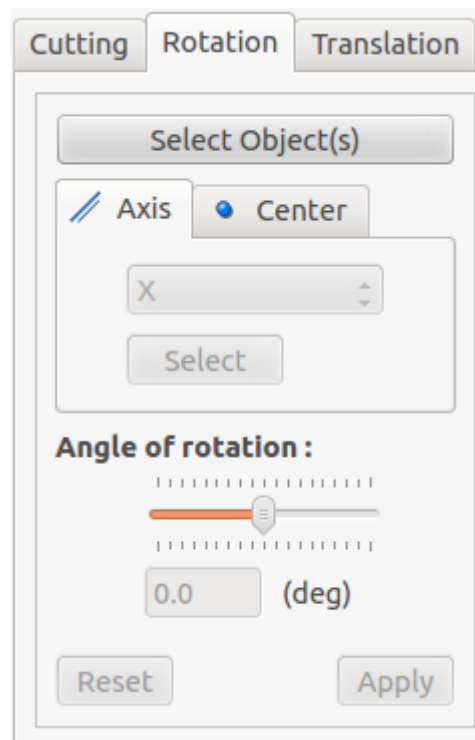 Cutting Rotation Translation
Select Object(s)
Axis Center
X
Select
Angle of rotation :
0.0 (deg)
Reset Apply